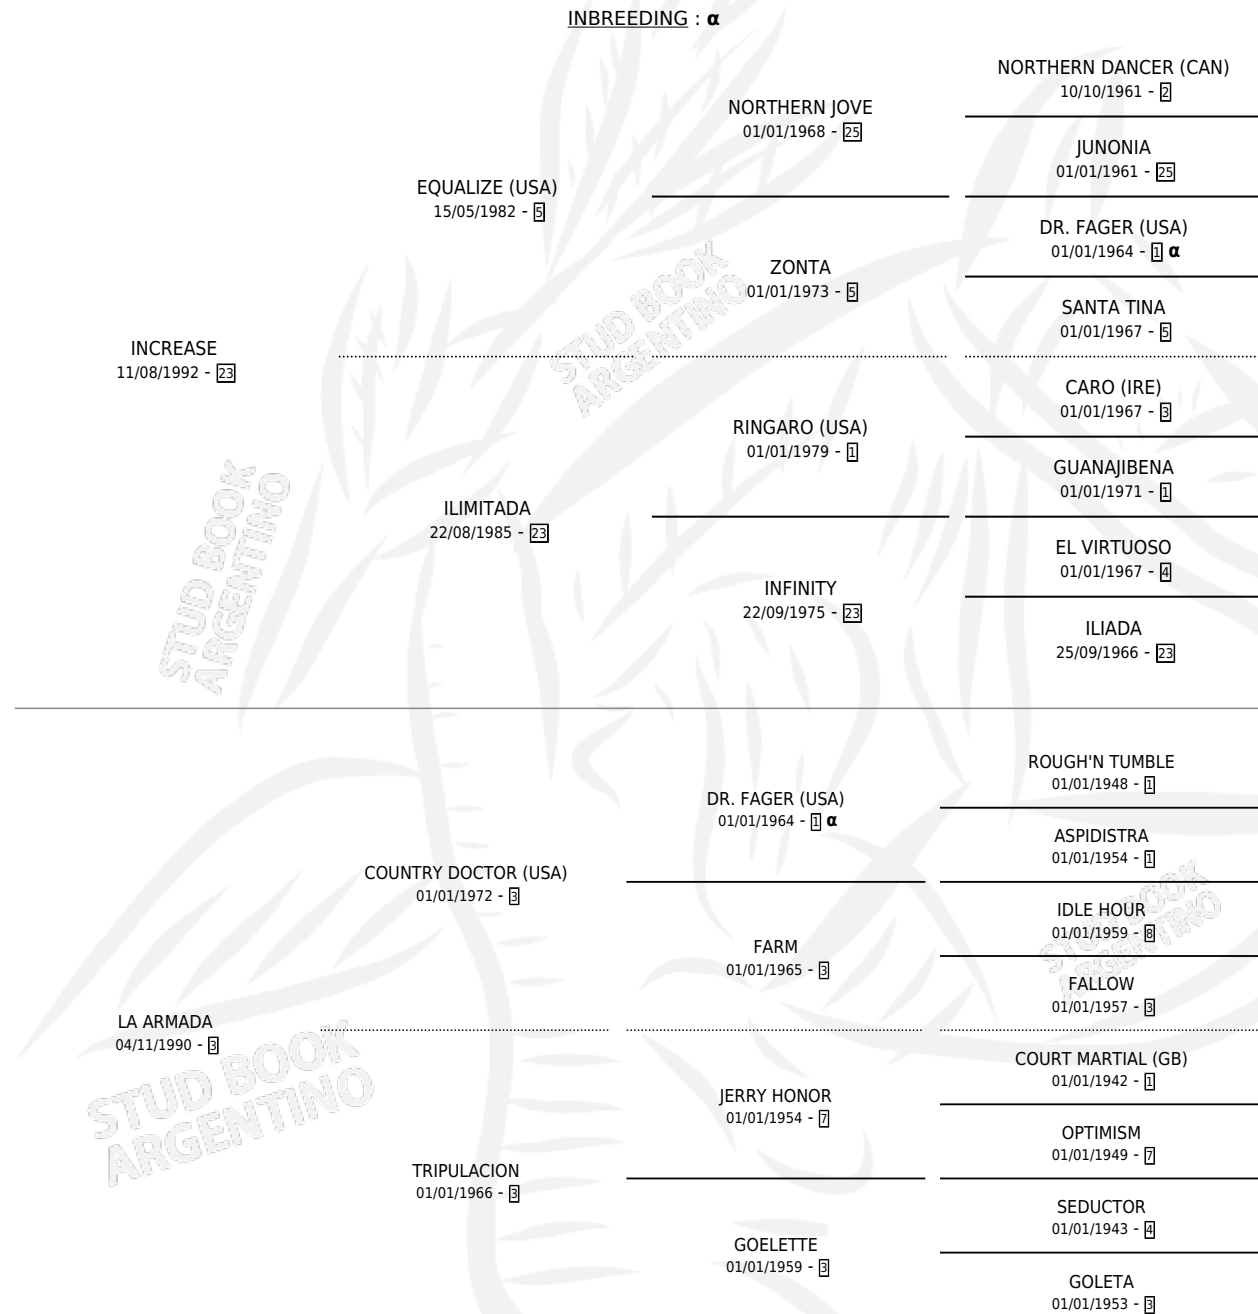 INBREEDING : α
NORTHERN DANCER (CAN)
10/10/1961 - 2
NORTHERN JOVE
01/01/1968 - 25
JUNONIA
01/01/1961 - 25
EQUALIZE (USA)
15/05/1982 - 5
DR. FAGER (USA)
01/01/1964 - 1 α
ZONTA
01/01/1973 - 5
SANTA TINA
01/01/1967 - 5
INCREASE
11/08/1992 - 23
CARO (IRE)
01/01/1967 - 3
RINGARO (USA)
01/01/1979 - 1
GUANAJIBENA
01/01/1971 - 1
ILIMITADA
22/08/1985 - 23
EL VIRTUOSO
01/01/1967 - 4
INFINITY
22/09/1975 - 23
ILIADA
25/09/1966 - 23
ROUGH'N TUMBLE
01/01/1948 - 1
DR. FAGER (USA)
01/01/1964 - 1 α
ASPIDISTRA
01/01/1954 - 1
COUNTRY DOCTOR (USA)
01/01/1972 - 3
IDLE HOUR
01/01/1959 - 8
FARM
01/01/1965 - 3
FALLOW
01/01/1957 - 3
LA ARMADA
04/11/1990 - 3
COURT MARTIAL (GB)
01/01/1942 - 1
JERRY HONOR
01/01/1954 - 7
OPTIMISM
01/01/1949 - 7
TRIPULACION
01/01/1966 - 3
SEDUCTOR
01/01/1943 - 4
GOELETTE
01/01/1959 - 3
GOLETA
01/01/1953 - 3
STUD BOOK
ARGENTINO
STUD BOOK
ARGENTINO
STUD BOOK
ARGENTINO
STUD BOOK
ARGENTINO